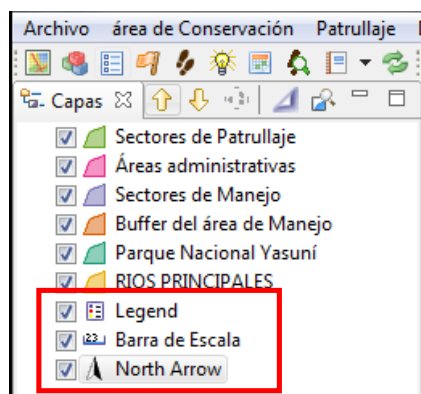 Archivo área de Conservación Patrullaje
Capas
Sectores de Patrullaje
Áreas administrativas
Sectores de Manejo
Buffer del área de Manejo
Parque Nacional Yasuní
RIOS PRINCIPALES
Legend
Barra de Escala
North Arrow